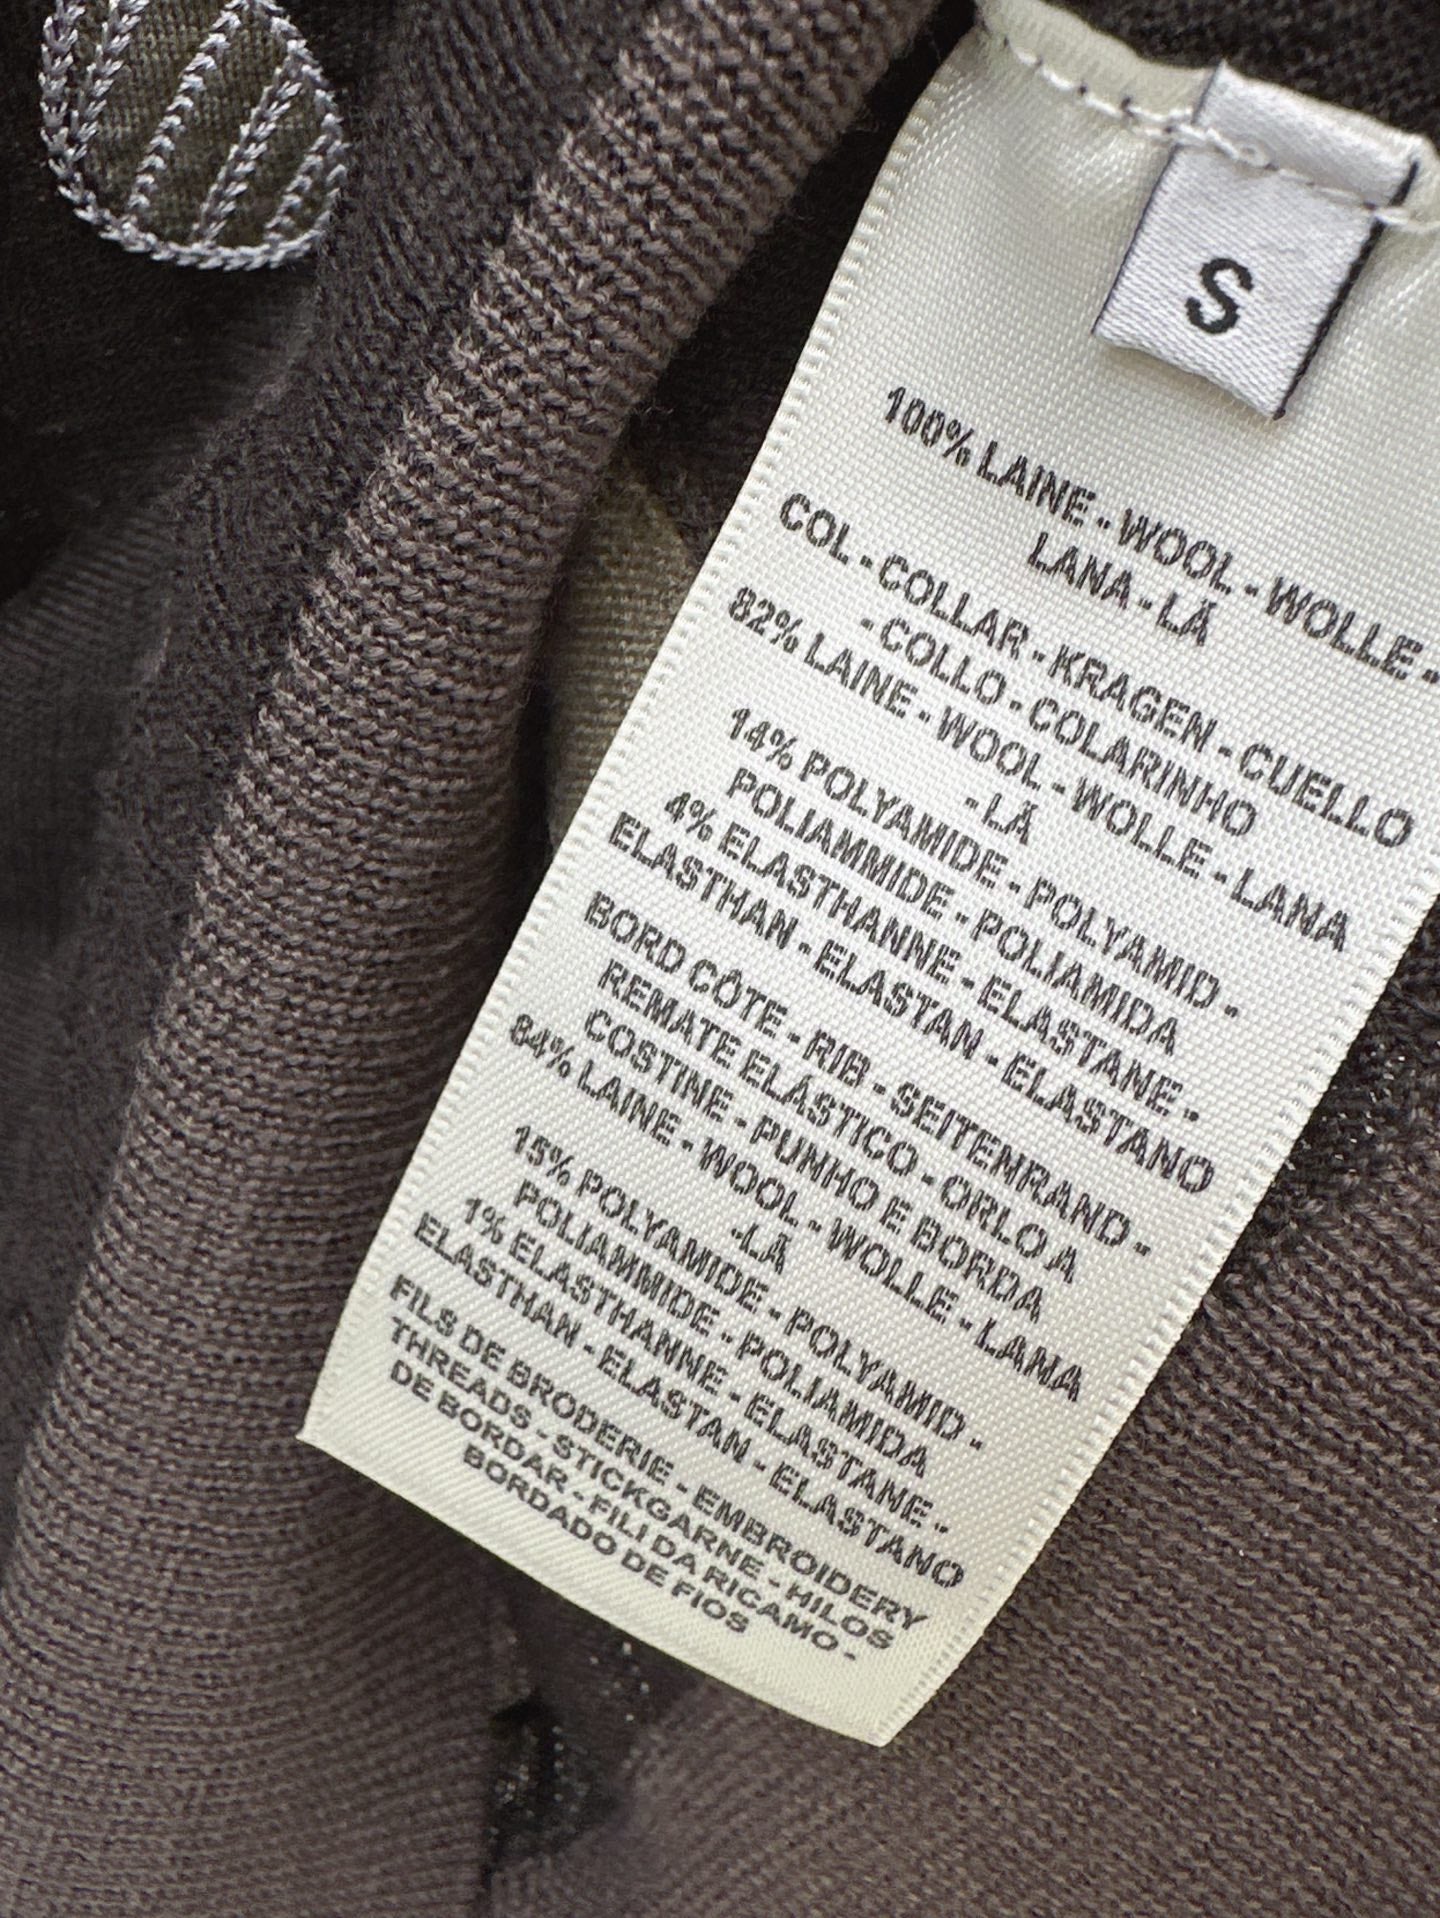 S
100% LAINE - WOOL - WOLLE -
LANA - LÃ
COL - COLLAR - KRAGEN - CUELLO
- COLLO - COLARINHO
82% LAINE - WOOL - WOLLE - LANA
- LÃ
14% POLYAMIDE - POLYAMID -
POLIAMMIDE - POLIAMIDA
4% ELASTHANNE - ELASTANE -
ELASTHAN - ELASTAN - ELASTANO
BORD CÔTE - RIB - SEITENRAND -
REMATE ELÁSTICO - ORLO A
COSTINE - PUNHO E BORDA
84% LAINE - WOOL - WOLLE - LANA
-LÃ
15% POLYAMIDE - POLYAMID -
POLIAMMIDE - POLIAMIDA
1% ELASTHANNE - ELASTANE -
ELASTHAN - ELASTAN - ELASTANO
FILS DE BRODERIE - EMBROIDERY
THREADS - STICKGARNE - HILOS
DE BORDAR - FILI DA RICAMO -
BORDADO DE FIOS